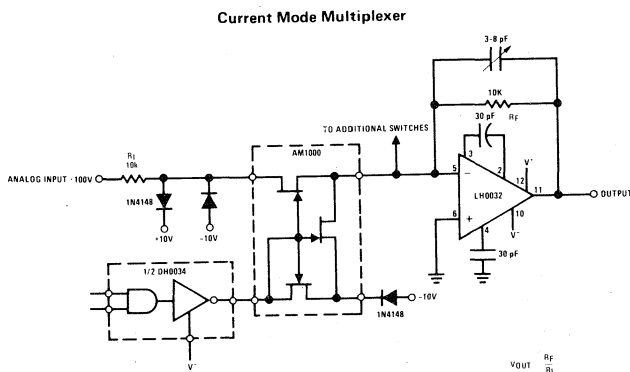 Current Mode Multiplexer
3-8 pF
10K
RF
30 pF
TO ADDITIONAL SWITCHES
AM1000
R1
10k
ANALOG INPUT -100V
1N4148
+10V
-10V
3
2
5
12
V+
11
OUTPUT
LH0032
6
10
4
V-
30 pF
1/2 DH0034
-10V
1N4148
V-
VOUT RF
R1